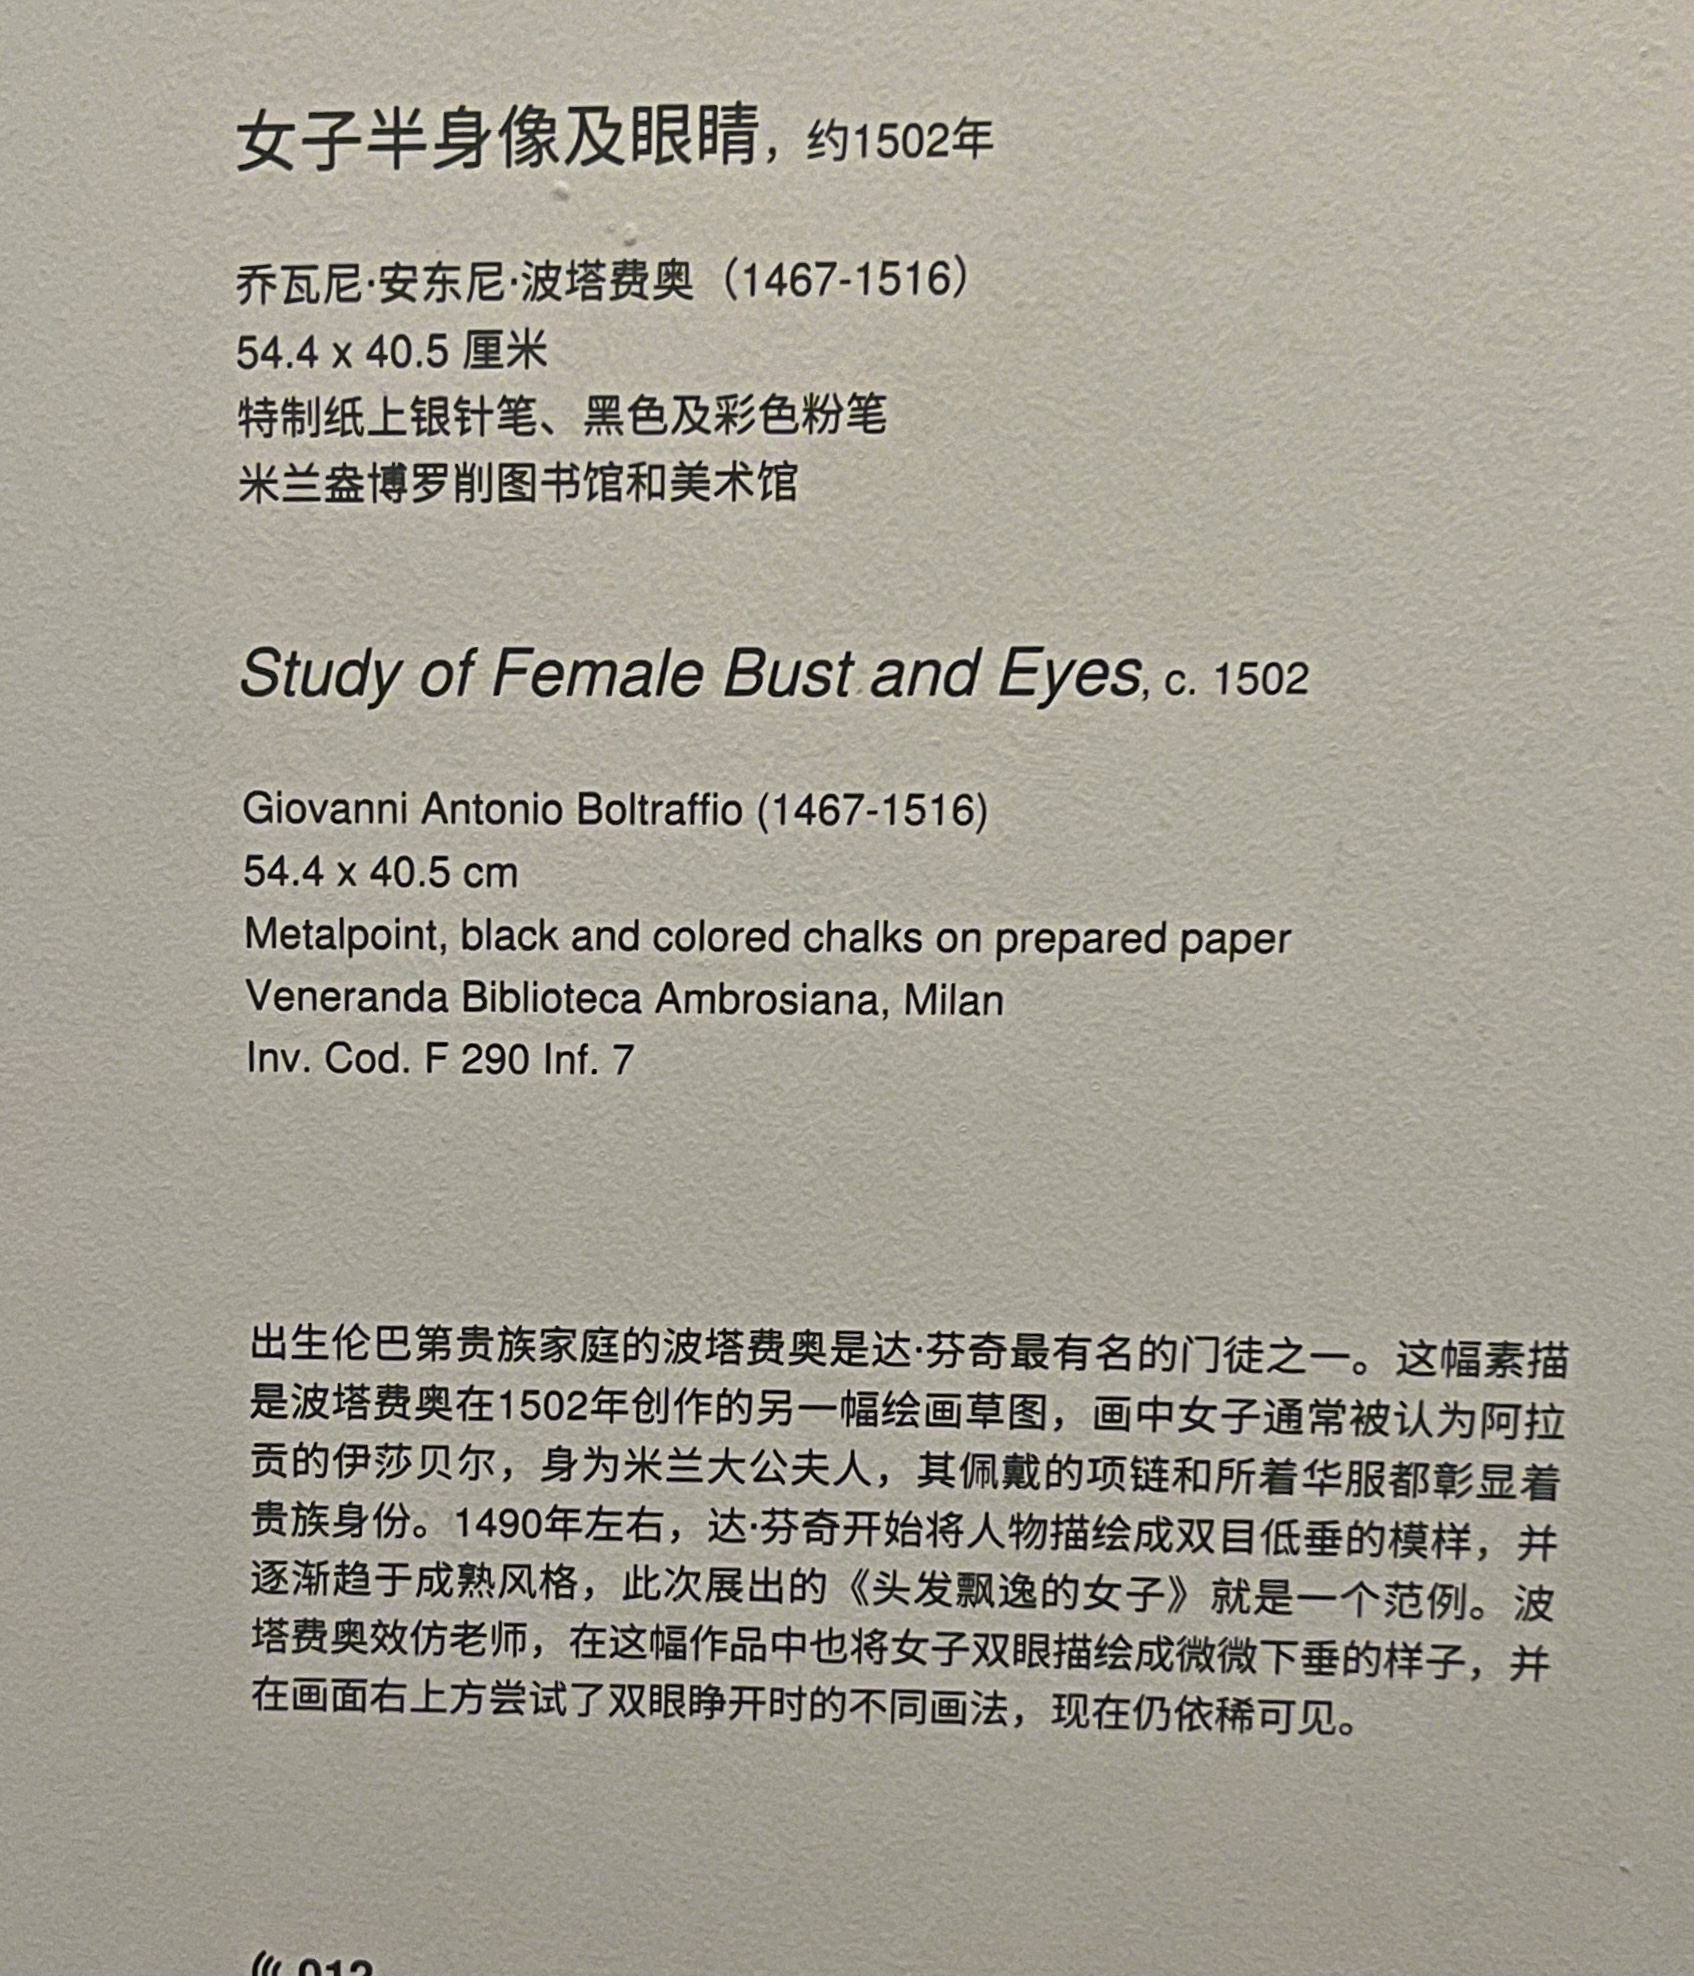 女子半身像及眼睛，约1502年
乔瓦尼·安东尼·波塔费奥（1467-1516）
54.4 x 40.5 厘米
特制纸上银针笔、黑色及彩色粉笔
米兰盎博罗削图书馆和美术馆
Study of Female Bust and Eyes, c. 1502
Giovanni Antonio Boltraffio (1467-1516)
54.4 x 40.5 cm
Metalpoint, black and colored chalks on prepared paper
Veneranda Biblioteca Ambrosiana, Milan
Inv. Cod. F 290 Inf. 7
出生伦巴第贵族家庭的波塔费奥是达·芬奇最有名的门徒之一。这幅素描
是波塔费奥在1502年创作的另一幅绘画草图，画中女子通常被认为阿拉
贡的伊莎贝尔，身为米兰大公夫人，其佩戴的项链和所着华服都彰显着
贵族身份。1490年左右，达·芬奇开始将人物描绘成双目低垂的模样，并
逐渐趋于成熟风格，此次展出的《头发飘逸的女子》就是一个范例。波
塔费奥效仿老师，在这幅作品中也将女子双眼描绘成微微下垂的样子，并
在画面右上方尝试了双眼睁开时的不同画法，现在仍依稀可见。
012